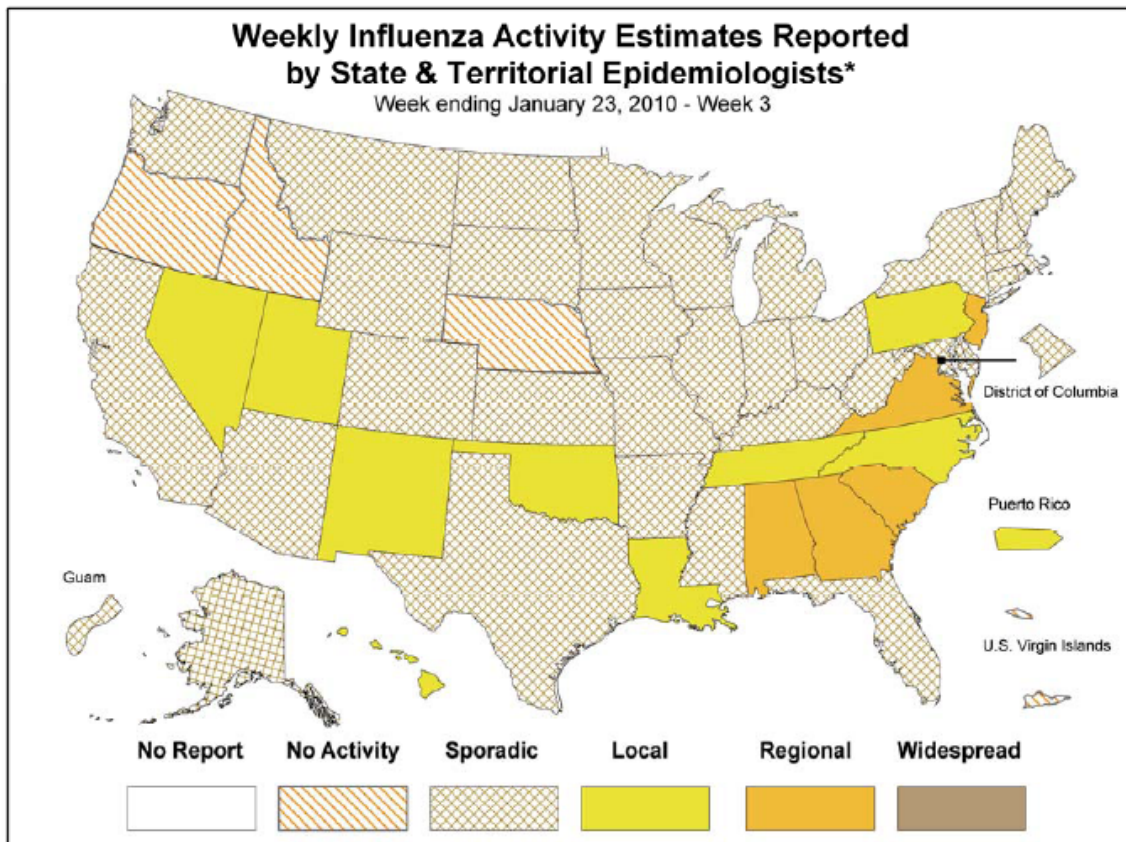 Weekly Influenza Activity Estimates Reported
by State & Territorial Epidemiologists*
Week ending January 23, 2010 - Week 3
District of Columbia
Puerto Rico
Guam
U.S. Virgin Islands
No Report No Activity Sporadic Local Regional Widespread